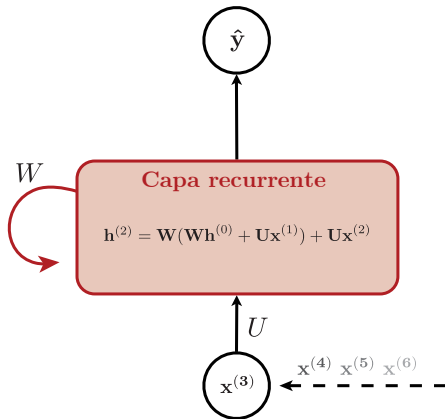 ŷ
W
Capa recurrente
h^(2) = W(Wh^(0) + Ux^(1)) + Ux^(2)
U
x^(4) x^(5) x^(6)
x^(3)